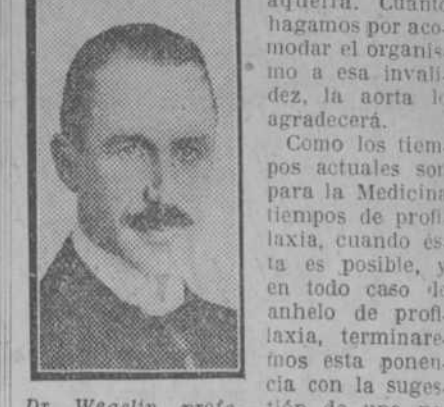 aquella. Cuanto
hagamos por aco-
modar el organis-
mo a esa invali-
dez, la aorta lo
agradecerá.
Como los tiem-
pos actuales son
para la Medicina
tiempos de profi-
laxia, cuando és-
ta es posible, y
en todo caso de
anhelo de profi-
laxia, terminare-
mos esta ponen-
cia con la suges-
Dr. Wegelin, profe-